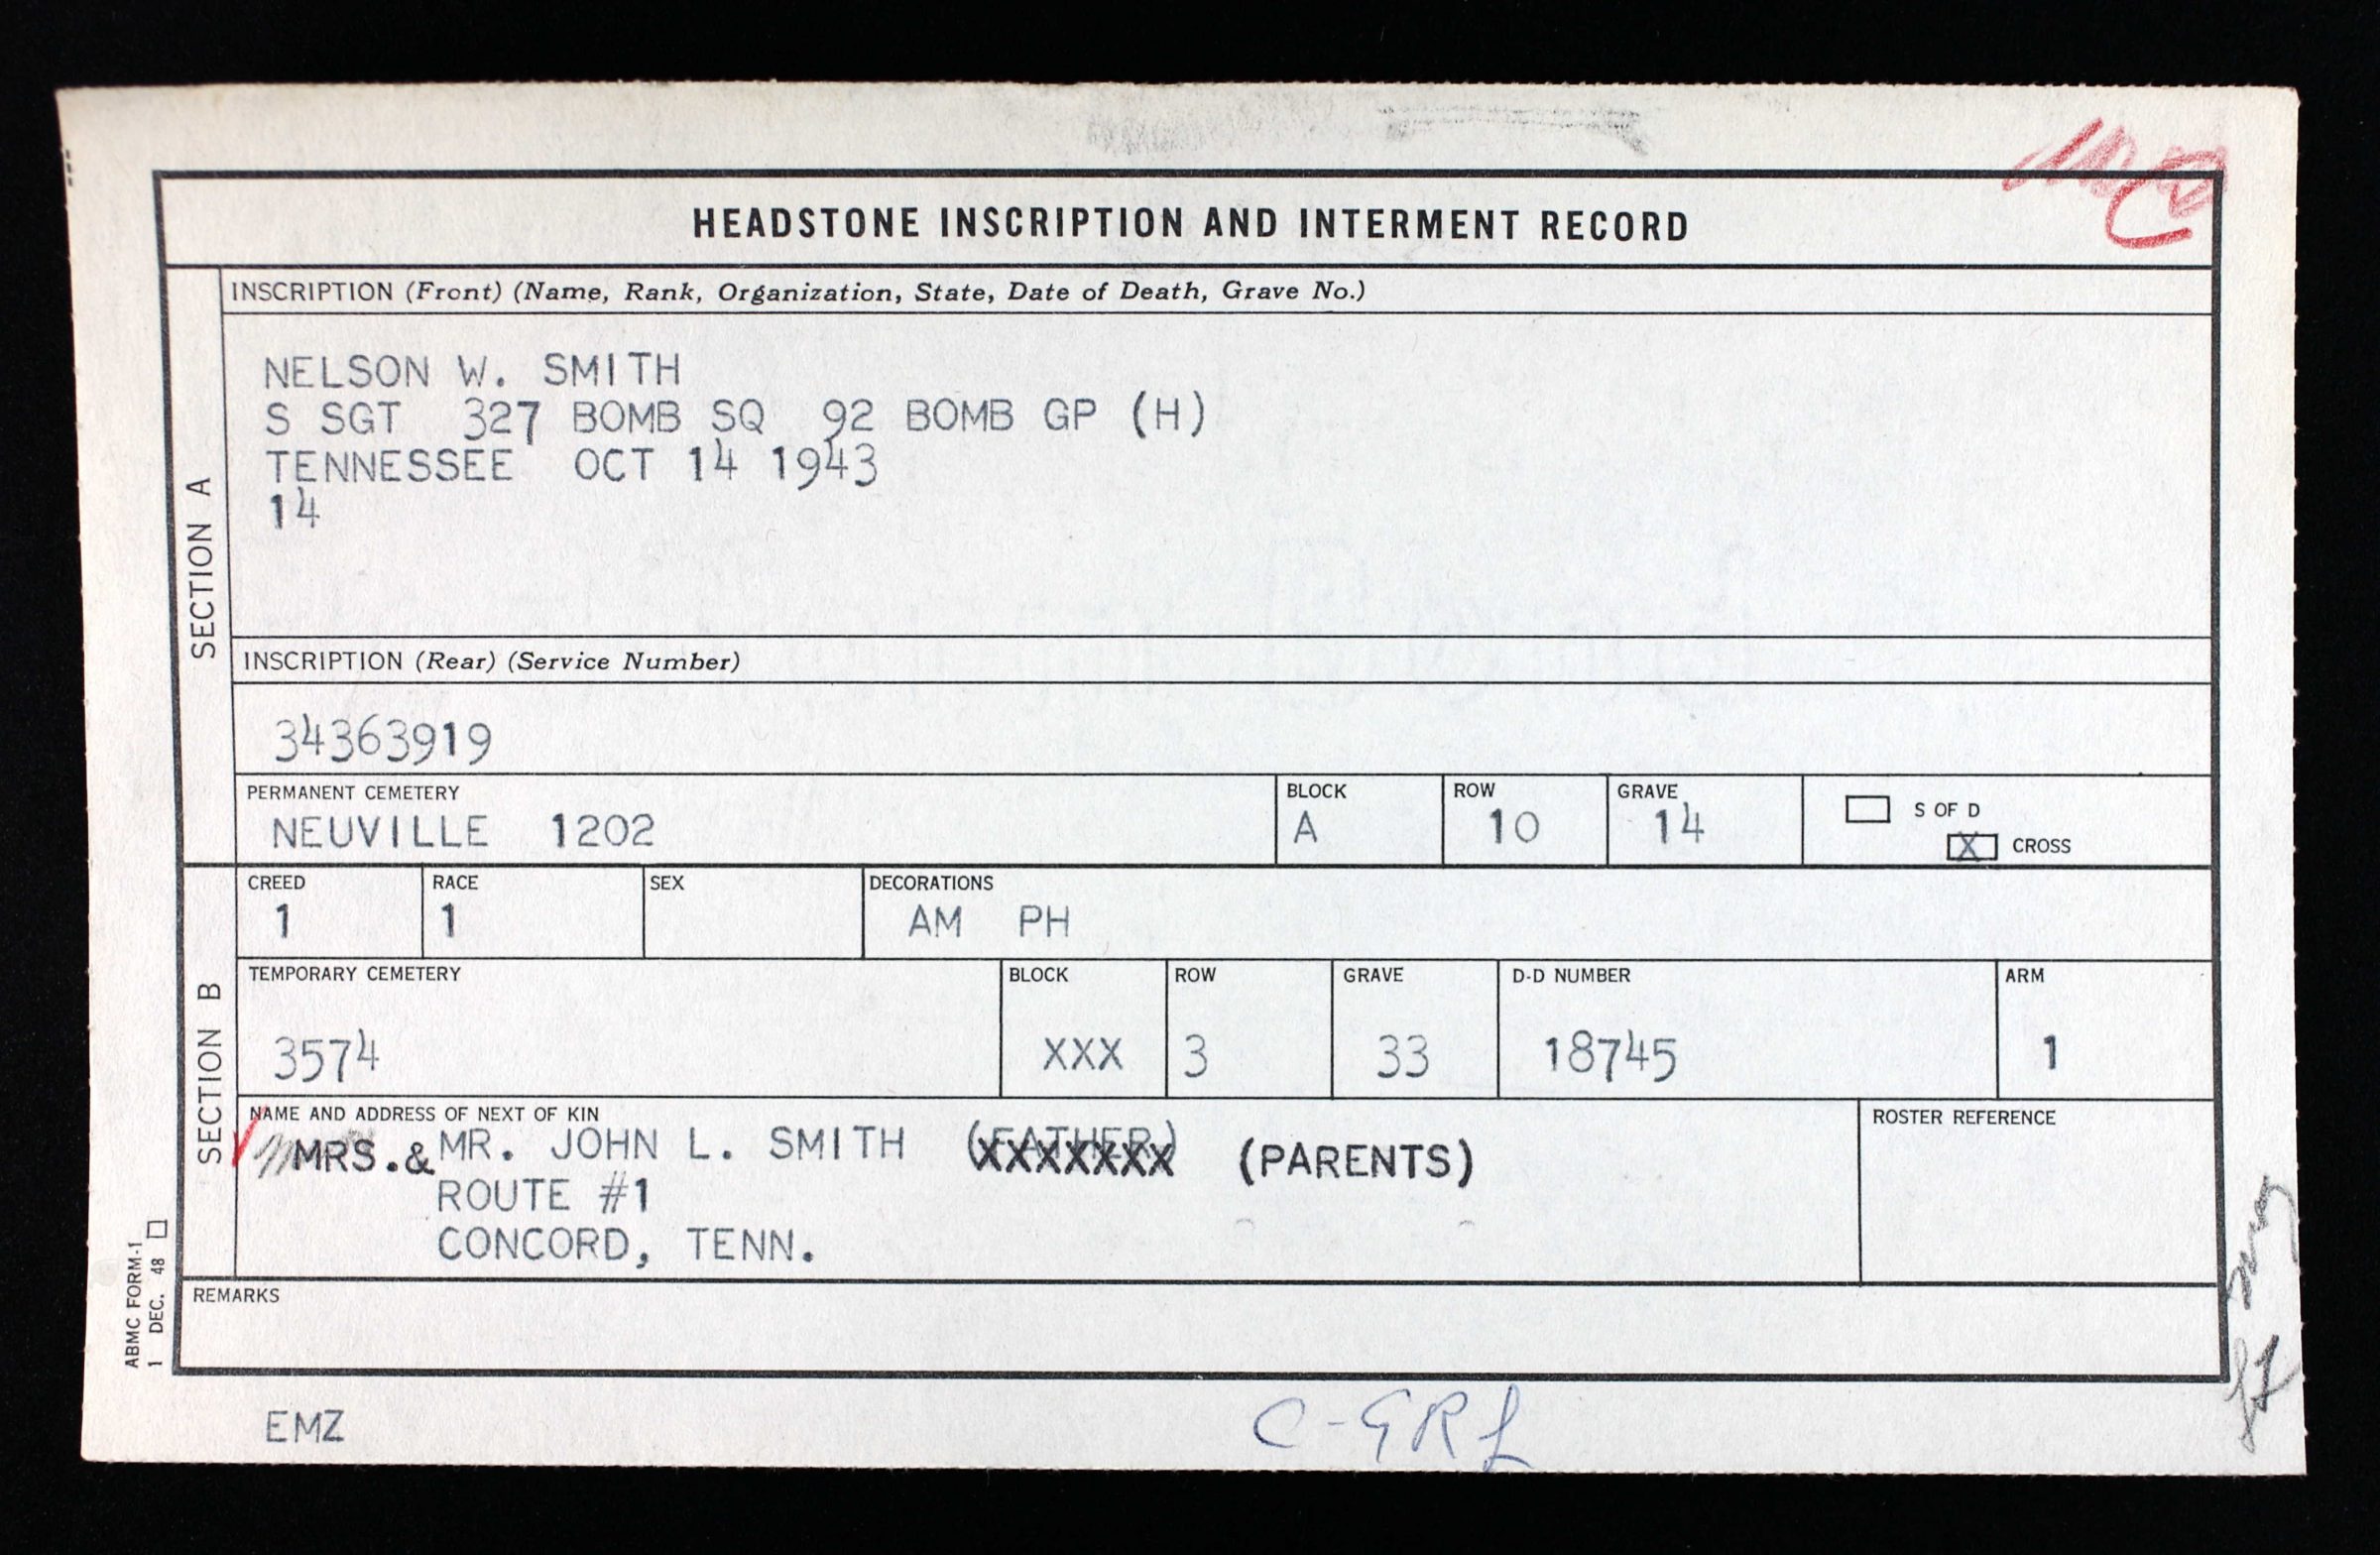 HEADSTONE INSCRIPTION AND INTERMENT RECORD
C
SECTION A
INSCRIPTION (Front) (Name, Rank, Organization, State, Date of Death, Grave No.)
NELSON W. SMITH
S SGT 327 BOMB SQ 92 BOMB GP (H)
TENNESSEE OCT 14 1943
14
INSCRIPTION (Rear) (Service Number)
34363919
PERMANENT CEMETERY BLOCK ROW GRAVE
NEUVILLE 1202 A 10 14
S OF D
X CROSS
SECTION B
CREED RACE SEX DECORATIONS
1 1 AM PH
TEMPORARY CEMETERY BLOCK ROW GRAVE D-D NUMBER ARM
3574 XXX 3 33 18745 1
NAME AND ADDRESS OF NEXT OF KIN ROSTER REFERENCE
MRS.& MR. JOHN L. SMITH (FATHER) (PARENTS)
ROUTE #1
CONCORD, TENN.
REMARKS
ABMC FORM-1
1 DEC. 48
EMZ
C-GRL